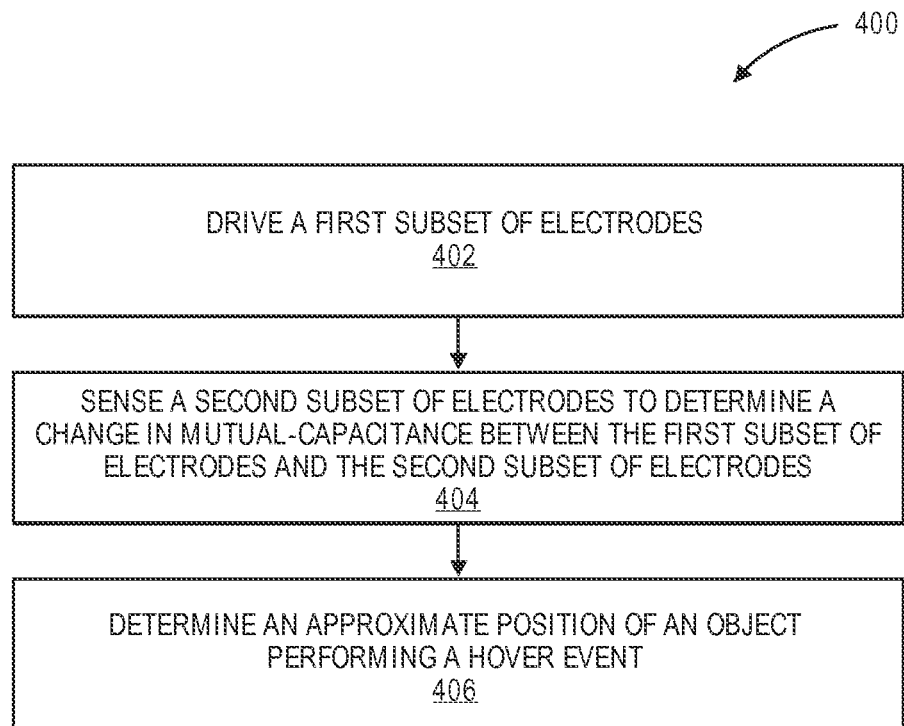 400
DRIVE A FIRST SUBSET OF ELECTRODES
402
SENSE A SECOND SUBSET OF ELECTRODES TO DETERMINE A
CHANGE IN MUTUAL-CAPACITANCE BETWEEN THE FIRST SUBSET OF
ELECTRODES AND THE SECOND SUBSET OF ELECTRODES
404
DETERMINE AN APPROXIMATE POSITION OF AN OBJECT
PERFORMING A HOVER EVENT
406